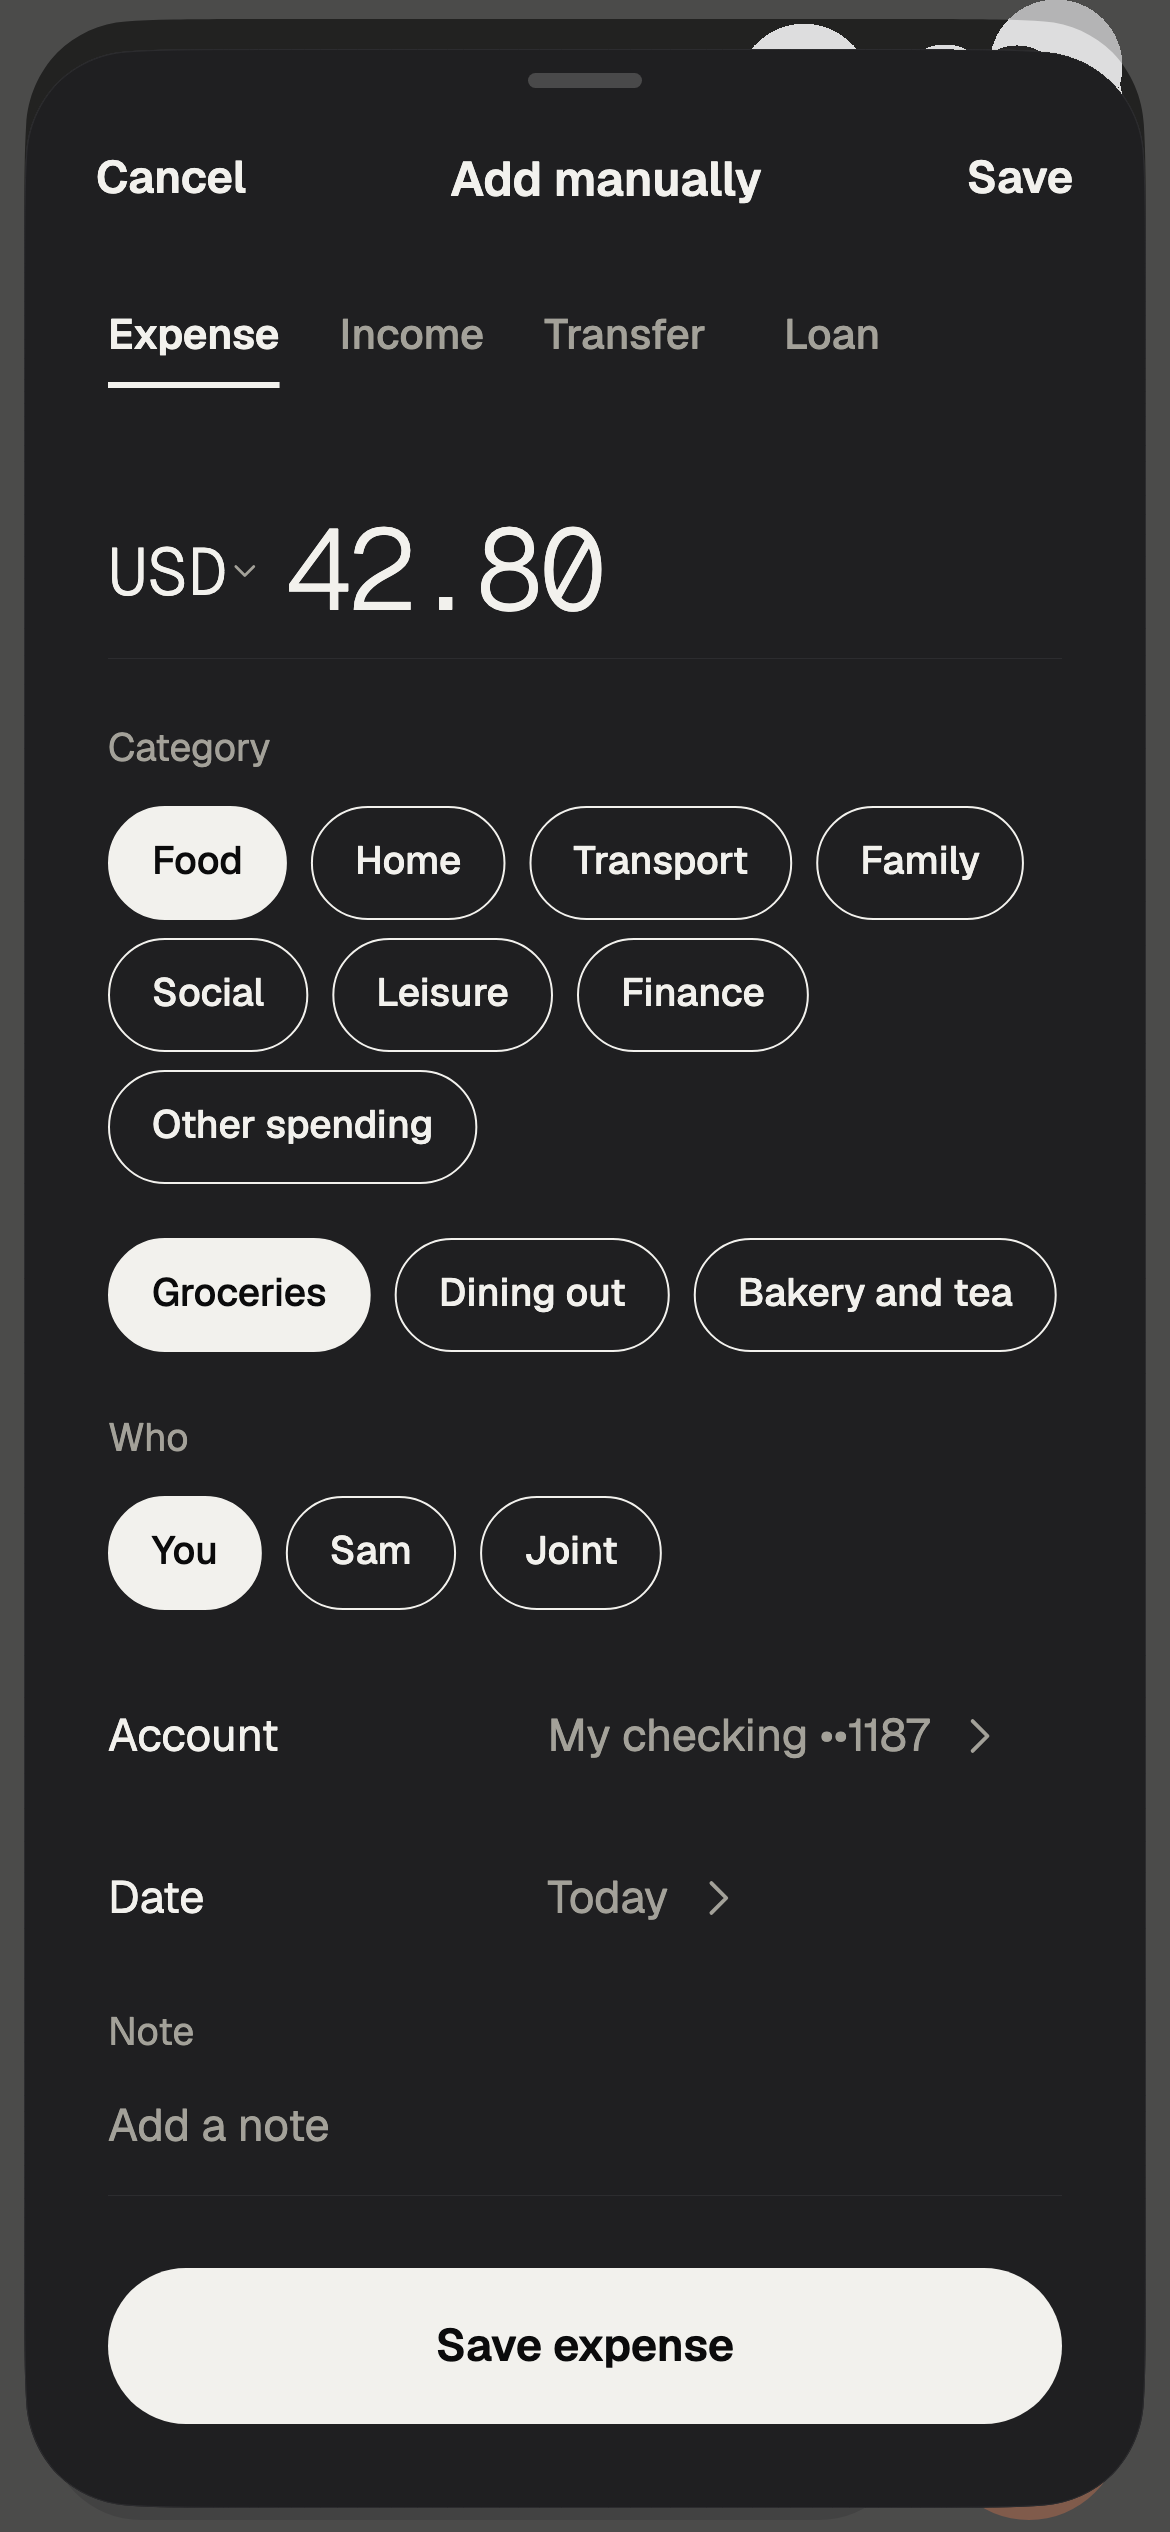 Cancel Add manually Save
Expense Income Transfer Loan
USD 42.80
Category
Food Home Transport Family
Social Leisure Finance
Other spending
Groceries Dining out Bakery and tea
Who
You Sam Joint
Account My checking ••1187
Date Today
Note
Add a note
Save expense